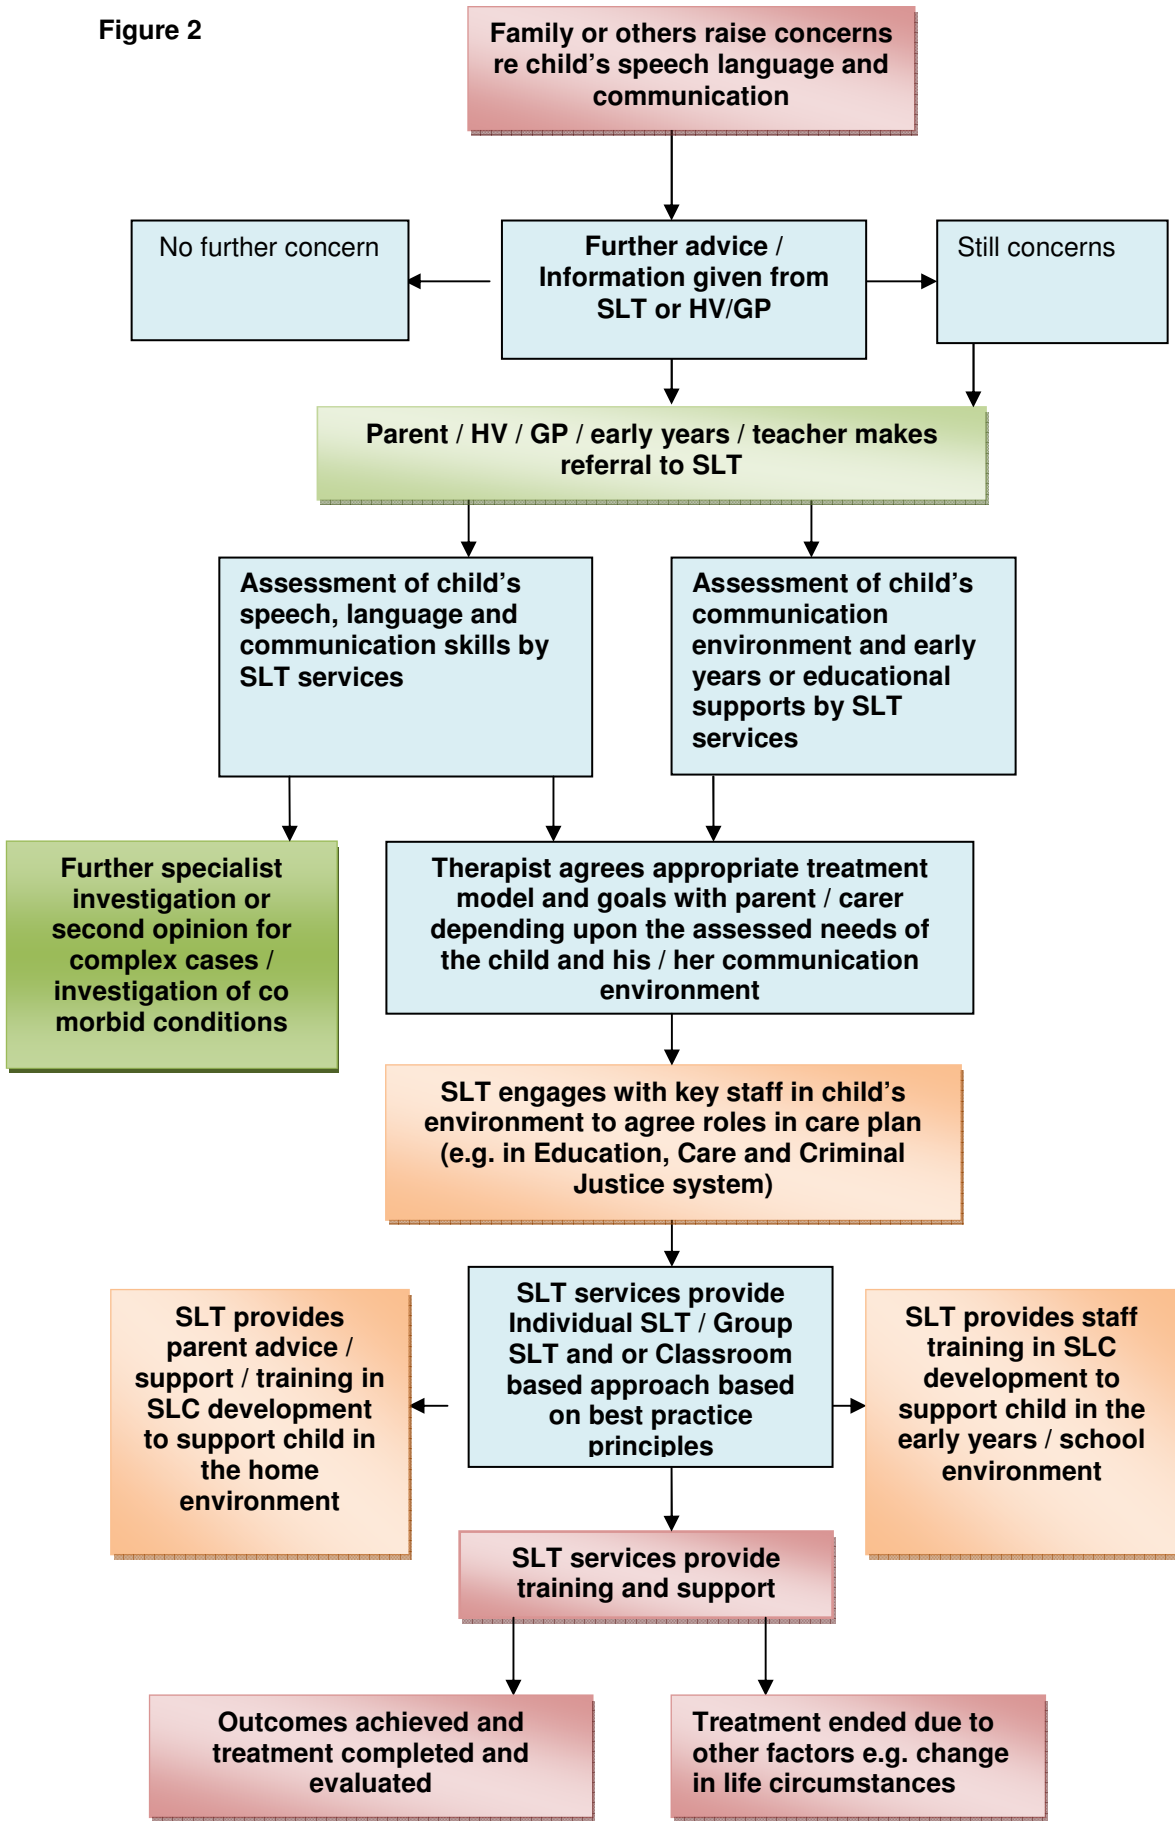 Figure 2
Family or others raise concerns
re child's speech language and
communication
No further concern
Further advice /
Information given from
SLT or HV/GP
Still concerns
Parent / HV / GP / early years / teacher makes
referral to SLT
Assessment of child's
speech, language and
communication skills by
SLT services
Assessment of child's
communication
environment and early
years or educational
supports by SLT
services
Further specialist
investigation or
second opinion for
complex cases /
investigation of co
morbid conditions
Therapist agrees appropriate treatment
model and goals with parent / carer
depending upon the assessed needs of
the child and his / her communication
environment
SLT engages with key staff in child's
environment to agree roles in care plan
(e.g. in Education, Care and Criminal
Justice system)
SLT provides
parent advice /
support / training in
SLC development
to support child in
the home
environment
SLT services provide
Individual SLT / Group
SLT and or Classroom
based approach based
on best practice
principles
SLT provides staff
training in SLC
development to
support child in the
early years / school
environment
SLT services provide
training and support
Outcomes achieved and
treatment completed and
evaluated
Treatment ended due to
other factors e.g. change
in life circumstances